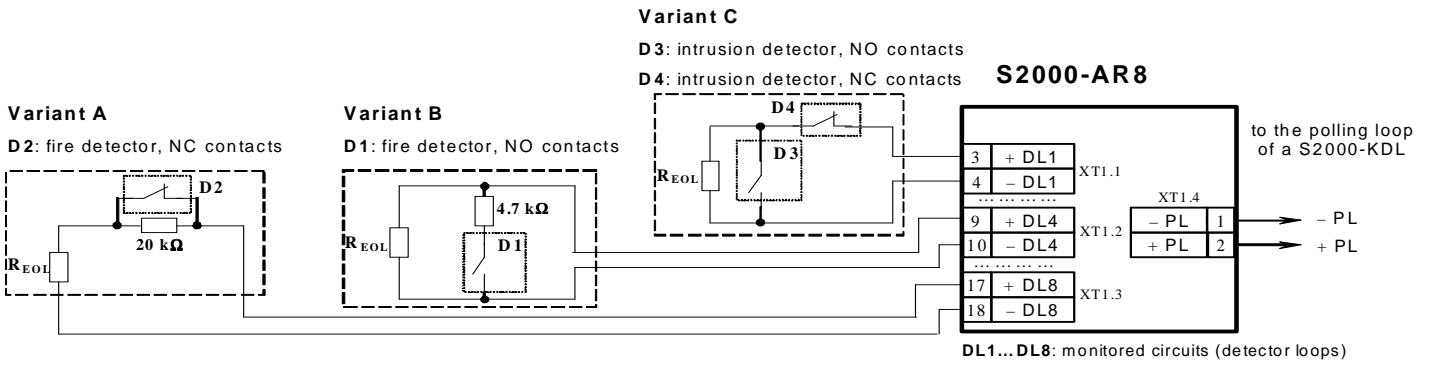 Variant C
D3: intrusion detector, NO contacts
D4: intrusion detector, NC contacts
S2000-AR8
Variant A
D2: fire detector, NC contacts
Variant B
D1: fire detector, NO contacts
D2
20 kΩ
REOL
REOL
4.7 kΩ
D1
D4
D3
REOL
3 + DL1
4 – DL1
XT1.1
... ... ... ...
9 + DL4
10 – DL4
XT1.2
... ... ... ...
17 + DL8
18 – DL8
XT1.3
XT1.4
– PL 1
+ PL 2
to the polling loop
of a S2000-KDL
– PL
+ PL
DL1...DL8: monitored circuits (detector loops)